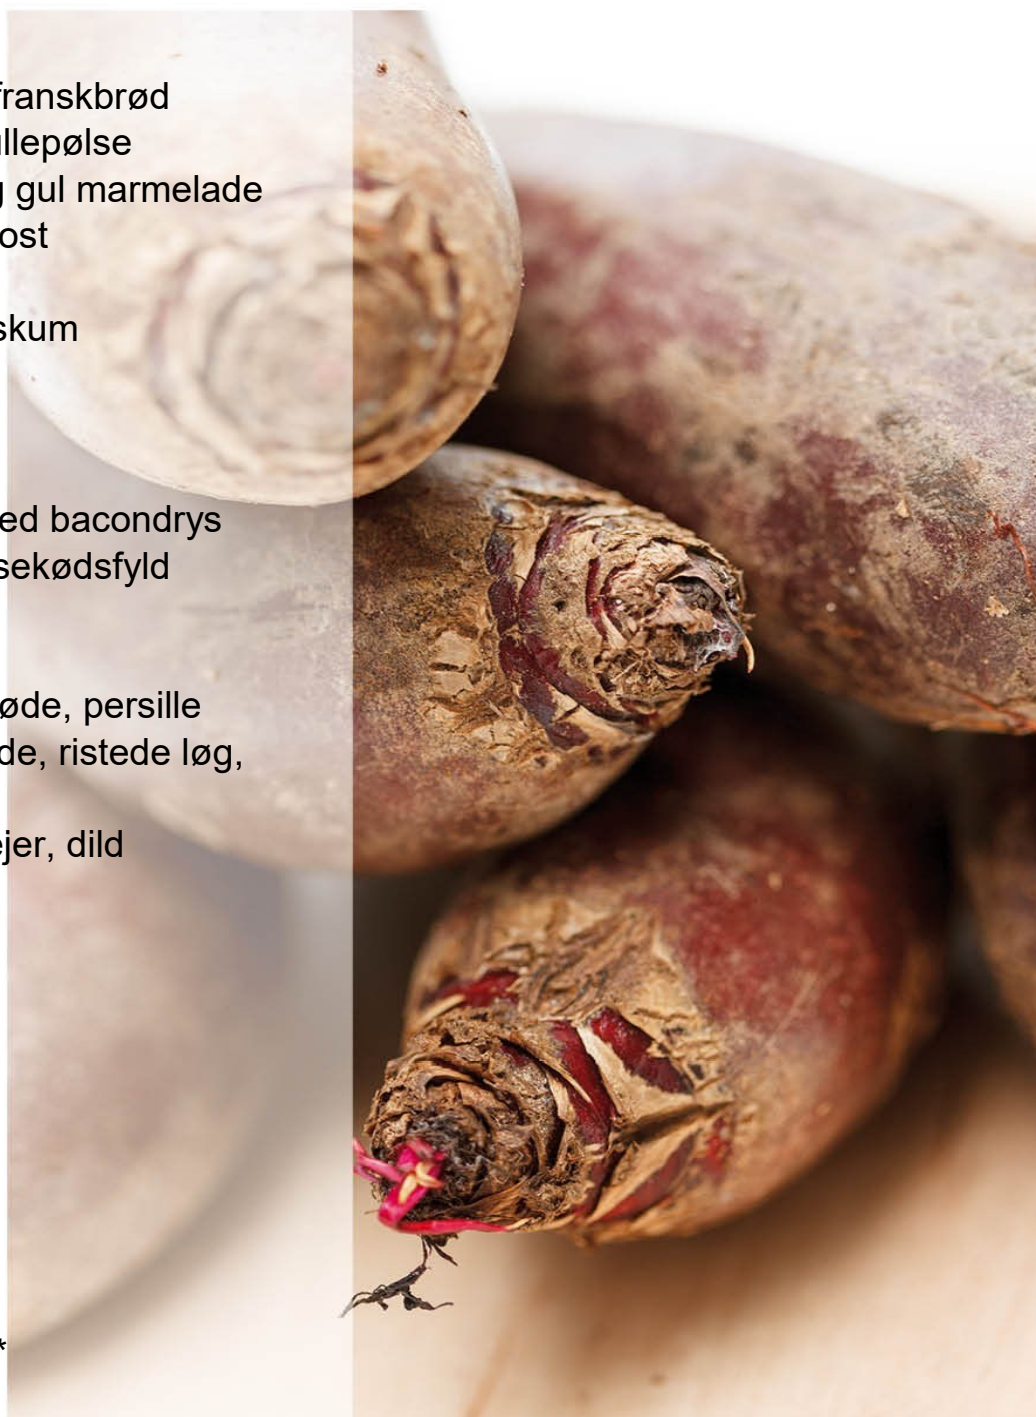 franskbrød
llepølse
g gul marmelade
ost
skum
ed bacondrys
sekødsfyld
øde, persille
de, ristede løg,
ejer, dild
*